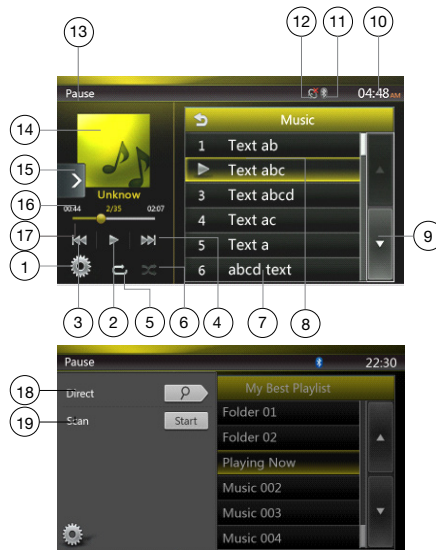 12 11 10
13
Pause 04:48
14
Music
1 Text ab
15
Text abc
Unknow
16
00:44 2/35 02:07
3 Text abcd
4 Text ac
17
9
5 Text a
1
6 abcd text
3 2 5 6 4 7 8
Pause 22:30
18 Direct
My Best Playlist
19 Scan Start
Folder 01
Folder 02
Playing Now
Music 002
Music 003
Music 004